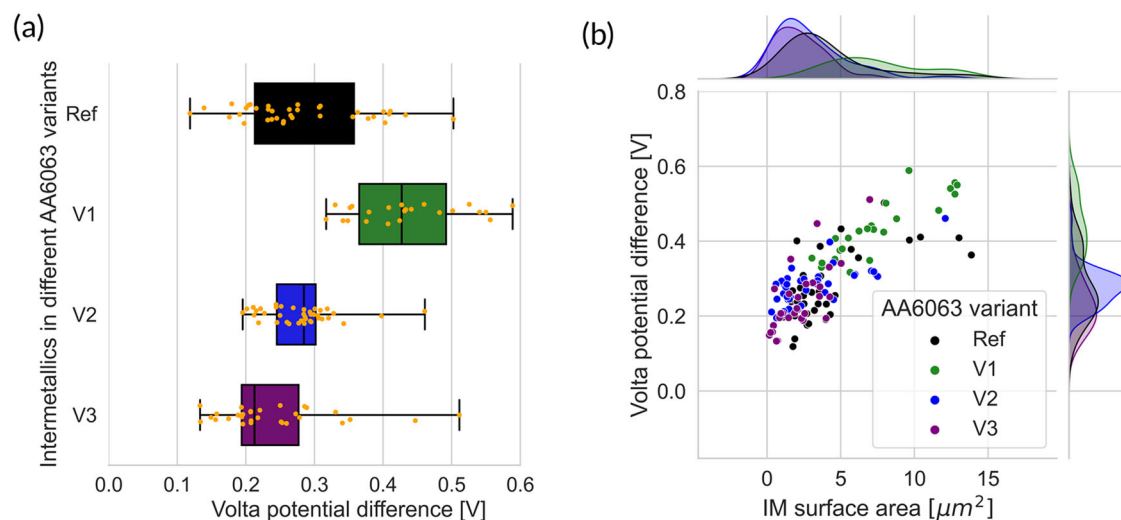 (a)
Intermetallics in different AA6063 variants
Ref
V1
V2
V3
0.0 0.1 0.2 0.3 0.4 0.5 0.6
Volta potential difference [V]
(b)
Volta potential difference [V]
0.8
0.6
0.4
0.2
0.0
AA6063 variant
Ref
V1
V2
V3
0 5 10 15
IM surface area [μm²]